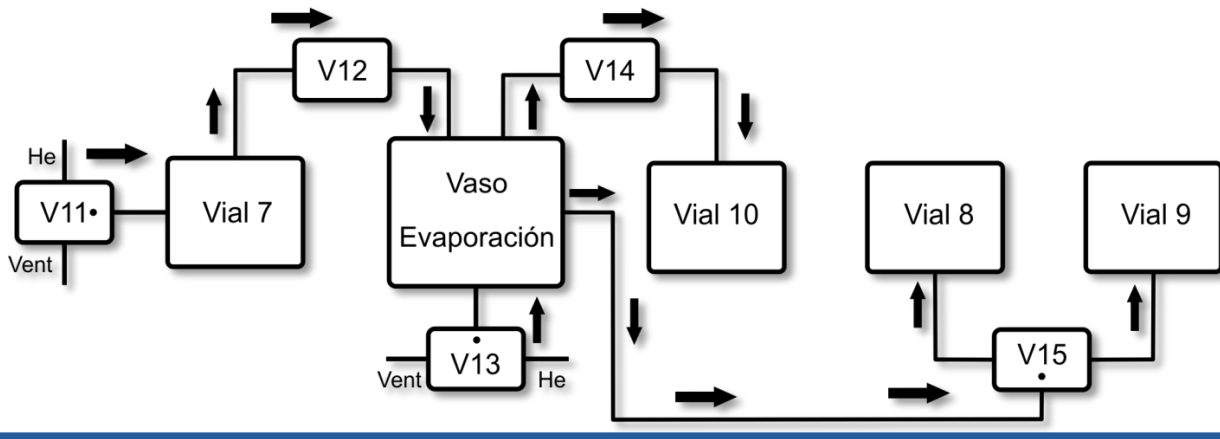 V12
V14
He
V11
Vent
Vial 7
Vaso
Evaporación
Vial 10
Vial 8
Vial 9
V13
Vent
He
V15